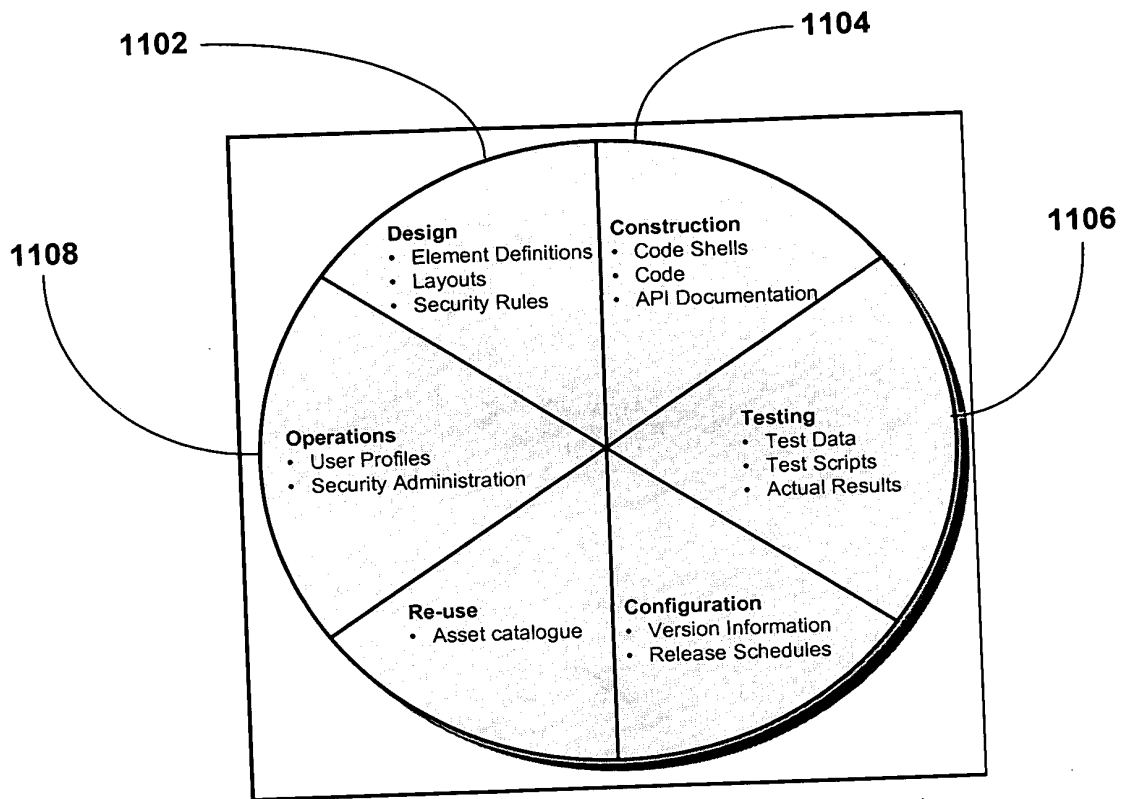 1102
1104
1106
1108
Design
• Element Definitions
• Layouts
• Security Rules
Construction
• Code Shells
• Code
• API Documentation
Testing
• Test Data
• Test Scripts
• Actual Results
Operations
• User Profiles
• Security Administration
Re-use
• Asset catalogue
Configuration
• Version Information
• Release Schedules